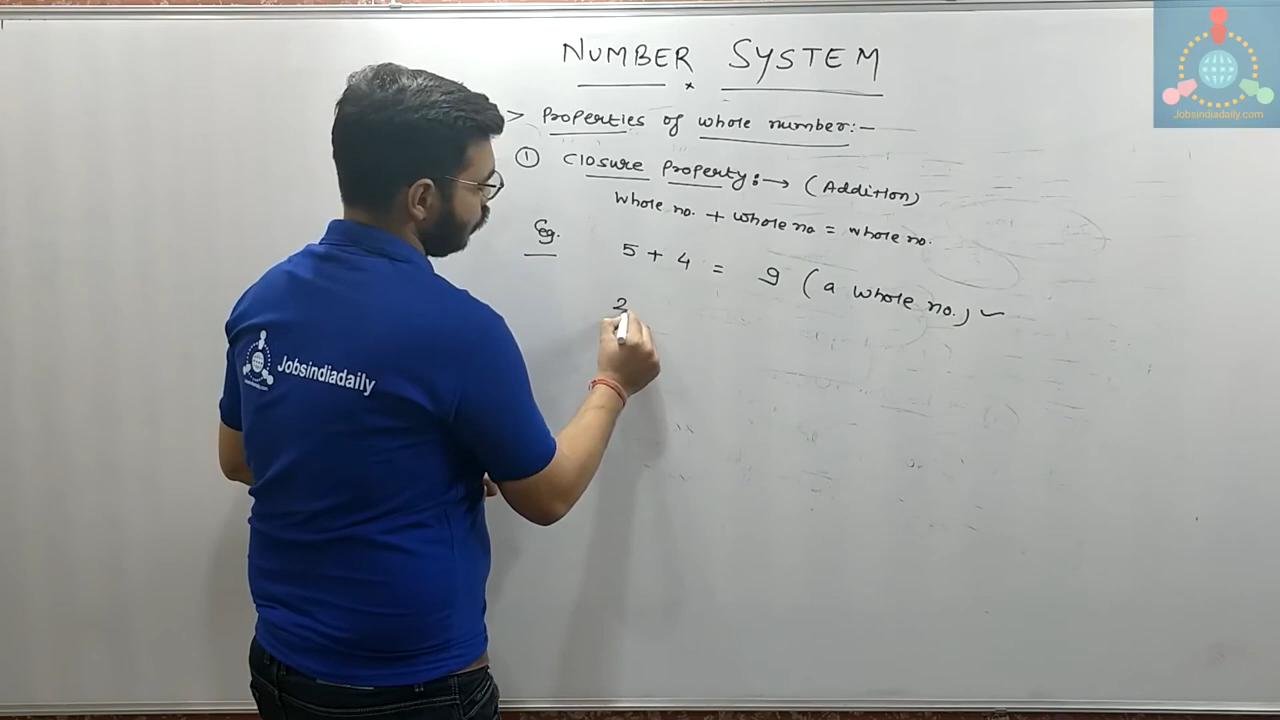 NUMBER SYSTEM
> Properties of whole number:-
① Closure Property:→ (Addition)
whole no. + whole no = whole no.
Eg. 5 + 4 = 9 (a whole no.) ✓
2
Jobsindiadaily
Jobsindiadaily.com